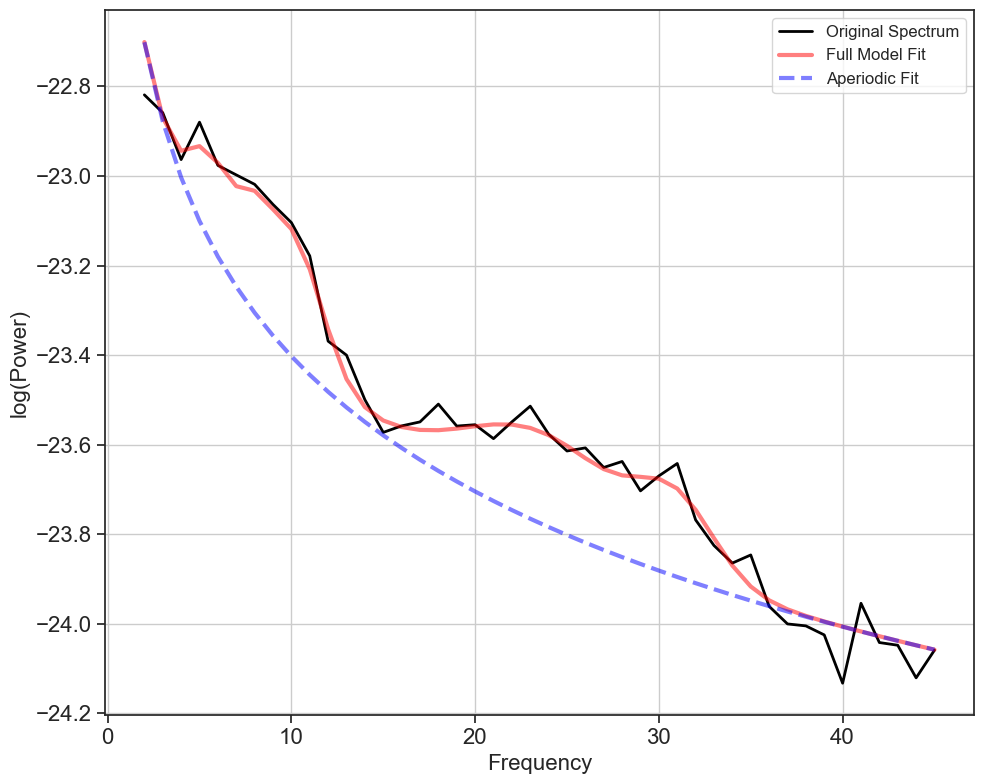 Original Spectrum
Full Model Fit
Aperiodic Fit
−22.8
−23.0
−23.2
−23.4
−23.6
−23.8
−24.0
−24.2
log(Power)
0 10 20 30 40
Frequency